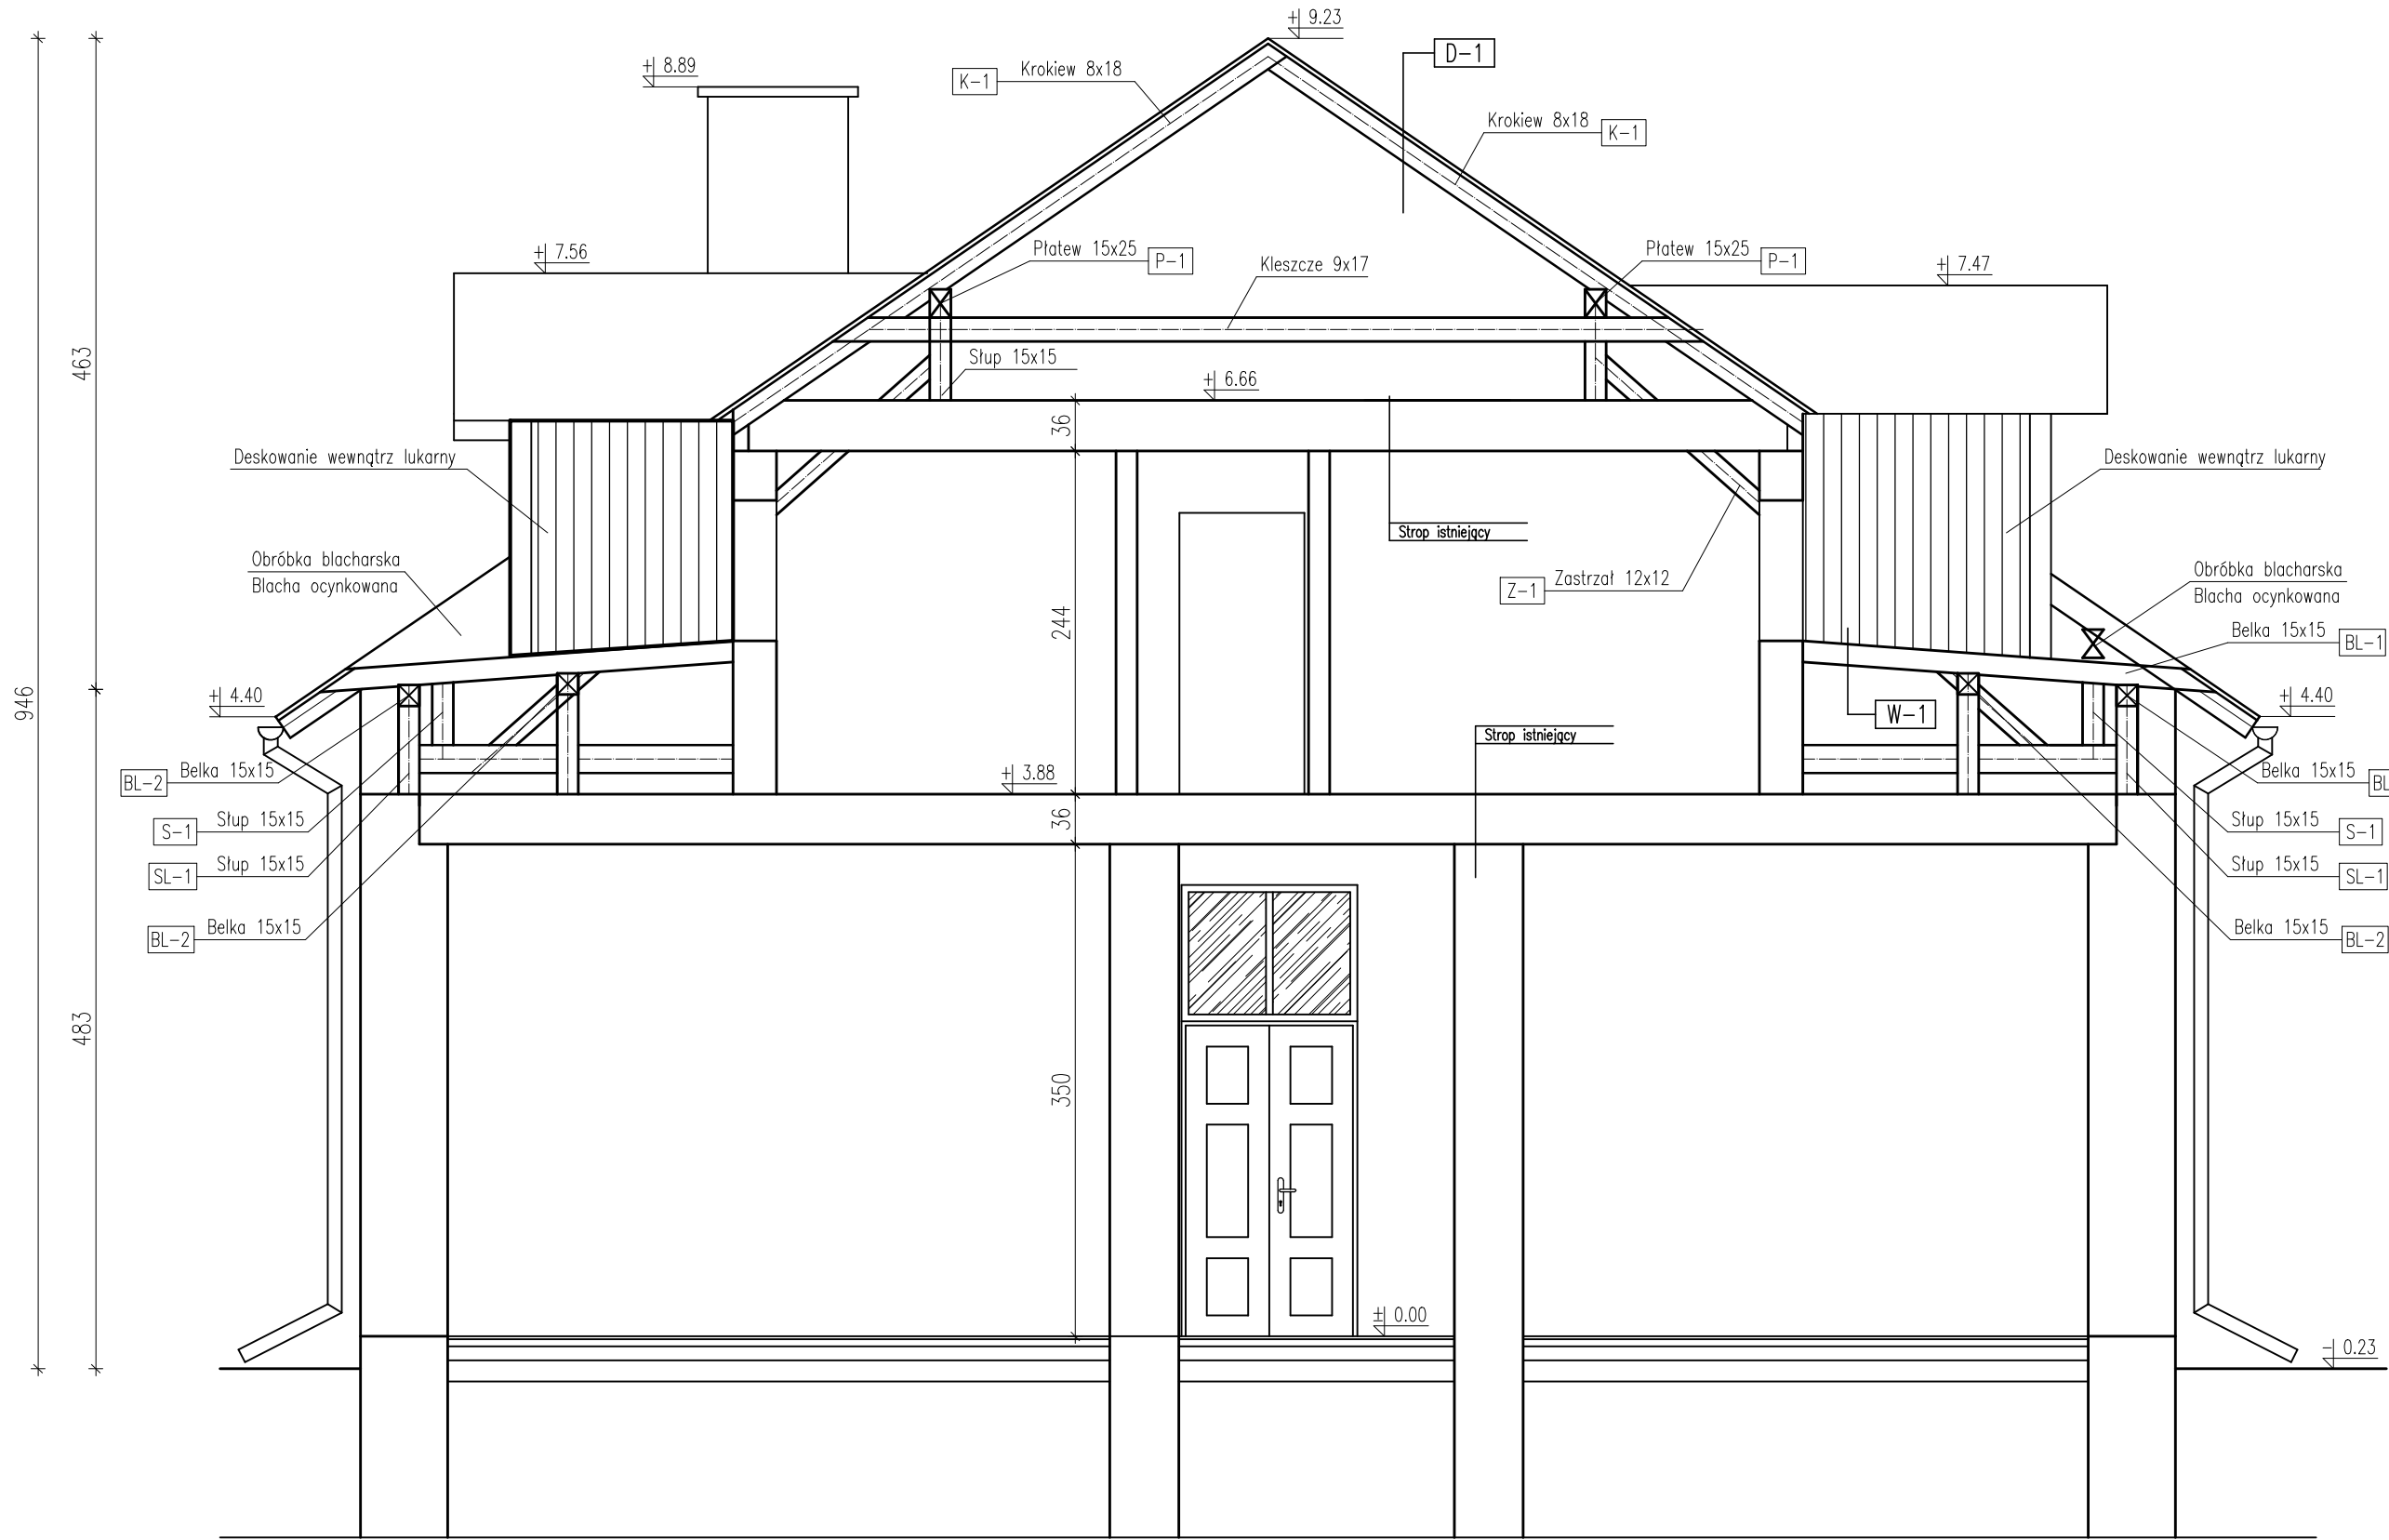 + 9.23
D-1
+ 8.89
K-1 Krokiew 8x18
Krokiew 8x18 K-1
+ 7.56
Płatew 15x25 P-1
Kleszcze 9x17
Płatew 15x25 P-1
+ 7.47
463
Słup 15x15
+ 6.66
36
Deskowanie wewnątrz lukarny
Deskowanie wewnątrz lukarny
Strop istniejący
Obróbka blacharska
Blacha ocynkowana
Z-1 Zastrzał 12x12
Obróbka blacharska
Blacha ocynkowana
244
Belka 15x15 BL-1
946
+ 4.40
+ 4.40
W-1
Strop istniejący
BL-2 Belka 15x15
+ 3.88
Belka 15x15 BL
S-1 Słup 15x15
36
Słup 15x15 S-1
SL-1 Słup 15x15
Słup 15x15 SL-1
BL-2 Belka 15x15
Belka 15x15 BL-2
483
350
± 0.00
- 0.23